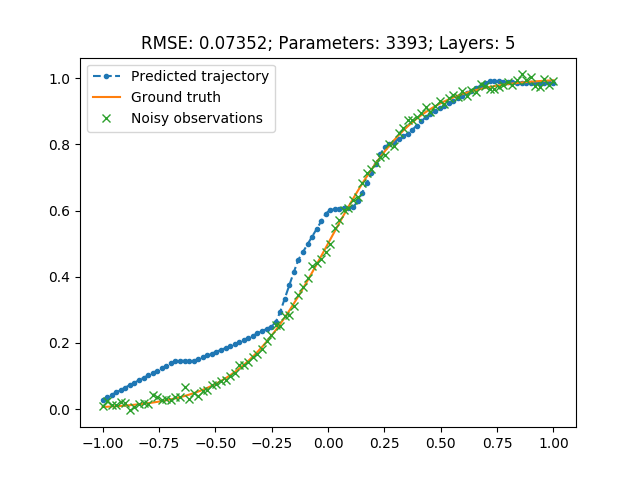 RMSE: 0.07352; Parameters: 3393; Layers: 5
Predicted trajectory
Ground truth
Noisy observations
1.0
0.8
0.6
0.4
0.2
0.0
−1.00 −0.75 −0.50 −0.25 0.00 0.25 0.50 0.75 1.00